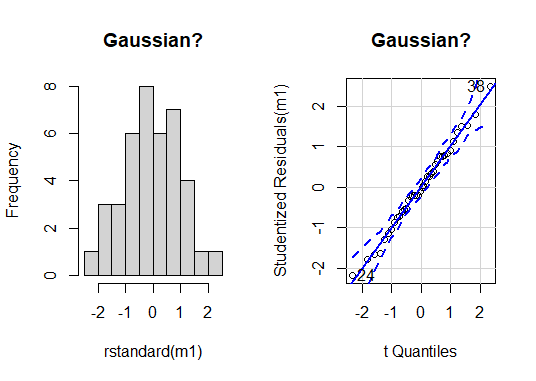 Gaussian?
Frequency
0 2 4 6 8
-2 -1 0 1 2
rstandard(m1)
Gaussian?
Studentized Residuals(m1)
-2 -1 0 1 2
38
24
-2 -1 0 1 2
t Quantiles